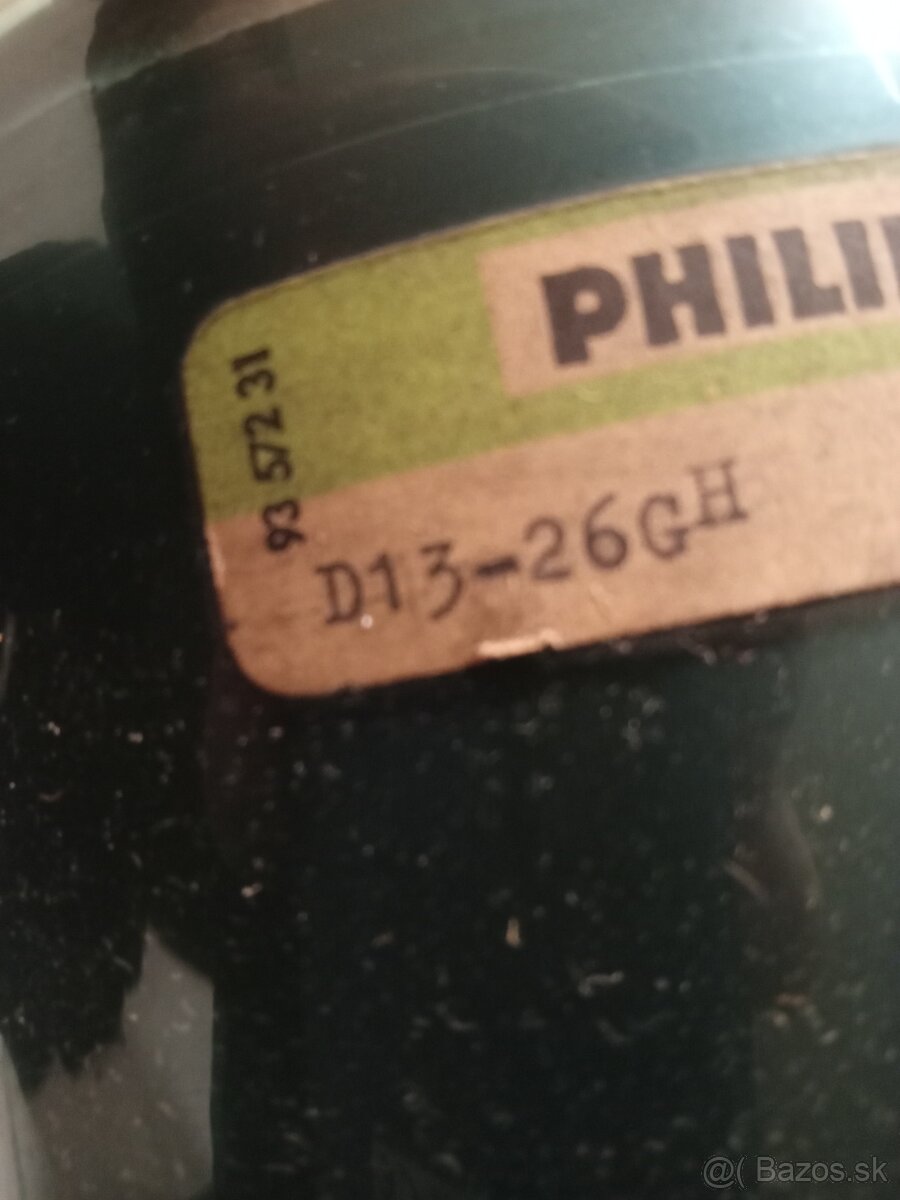 PHILI
93 572 31
D13-26GH
@( Bazos.sk